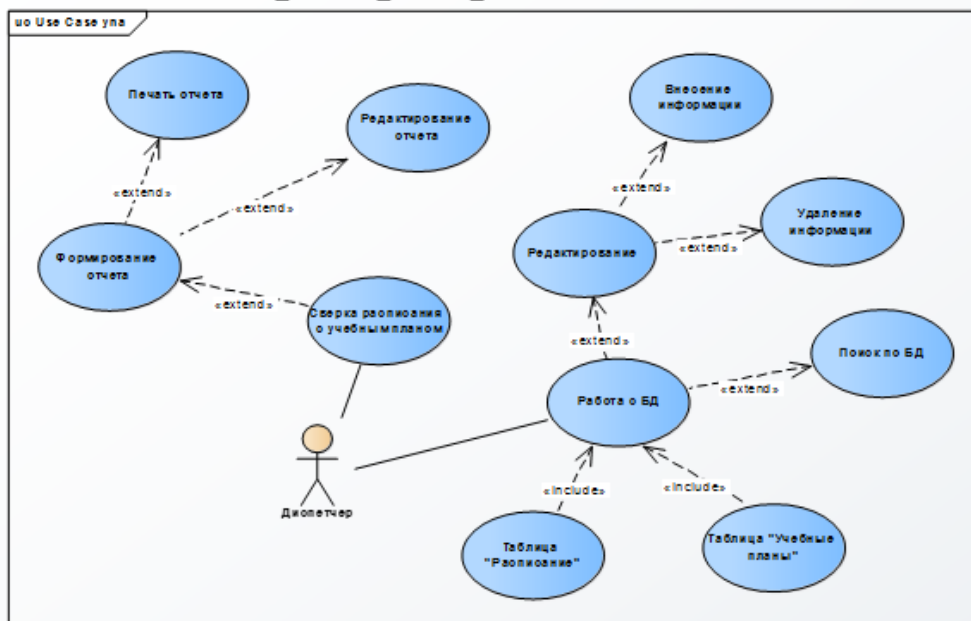 uo Use Case упа
Печать отчета
Редактирование
отчета
Внесение
информации
«extend»
«extend»
«extend»
Удаление
информации
Формирование
отчета
Редактирование
«extend»
«extend»
Сверка расписания
с учебным планом
«extend»
Поиск по БД
Работа с БД
«extend»
Диспетчер
«include»
«include»
Таблица
"Расписание"
Таблица "Учебные
планы"